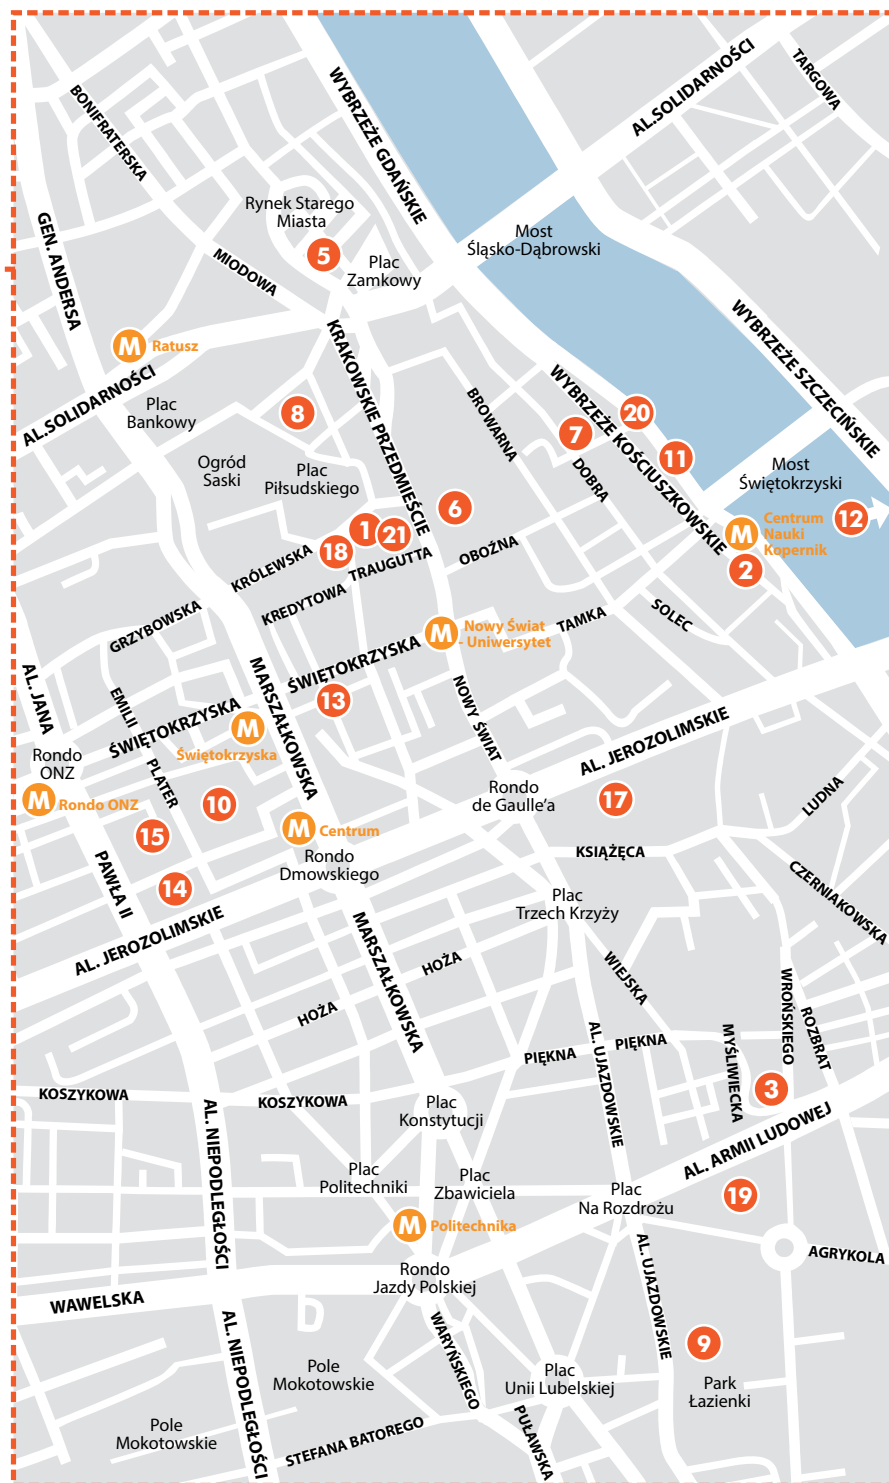 BONIFRATERSKA
WYBRZEŻE GDAŃSKIE
AL.SOLIDARNOŚCI
TARGOWA
GEN. ANDERSA
Rynek Starego
Miasta
5
Plac
Zamkowy
Most
Śląsko-Dąbrowski
MIODOWA
M Ratusz
AL.SOLIDARNOŚCI
Plac
Bankowy
8
KRAKOWSKIE PRZEDMIEŚCIE
BROWARNA
WYBRZEŻE KOŚCIUSZKOWSKIE
WYBRZEŻE SZCZECIŃSKIE
20
7
11
DOBRA
Ogród
Saski
Plac
Piłsudskiego
Most
Świętokrzyski
6
12
1
21
18
M Centrum
Nauki
Kopernik
2
KRÓLEWSKA
TRAUGUTTA
KREDYTOWA
OBOŹNA
GRZYBOWSKA
M Nowy Świat
- Uniwersytet
TAMKA
SOLEC
AL. JANA
PAWŁA II
EMILII
PLATER
ŚWIĘTOKRZYSKA
ŚWIĘTOKRZYSKA
MARSZAŁKOWSKA
13
NOWY ŚWIAT
M
Świętokrzyska
AL. JEROZOLIMSKIE
Rondo
ONZ
M Rondo ONZ
10
15
14
M Centrum
Rondo
Dmowskiego
Rondo
de Gaulle’a
17
LUDNA
KSIĄŻĘCA
CZERNIAKOWSKA
Plac
Trzech Krzyży
AL. JEROZOLIMSKIE
MARSZAŁKOWSKA
HOŻA
HOŻA
WIEJSKA
WROŃSKIEGO
ROZBRAT
PIĘKNA
PIĘKNA
MYŚLIWIECKA
AL. UJAZDOWSKIE
3
KOSZYKOWA
KOSZYKOWA
Plac
Konstytucji
AL. NIEPODLEGŁOŚCI
AL. ARMII LUDOWEJ
Plac
Politechniki
Plac
Zbawiciela
Plac
Na Rozdrożu
19
M Politechnika
AGRYKOLA
AL. UJAZDOWSKIE
Rondo
Jazdy Polskiej
WAWELSKA
AL. NIEPODLEGŁOŚCI
WARYŃSKIEGO
9
Pole
Mokotowskie
Plac
Unii Lubelskiej
Park
Łazienki
Pole
Mokotowskie
STEFANA BATOREGO
PUŁAWSKA